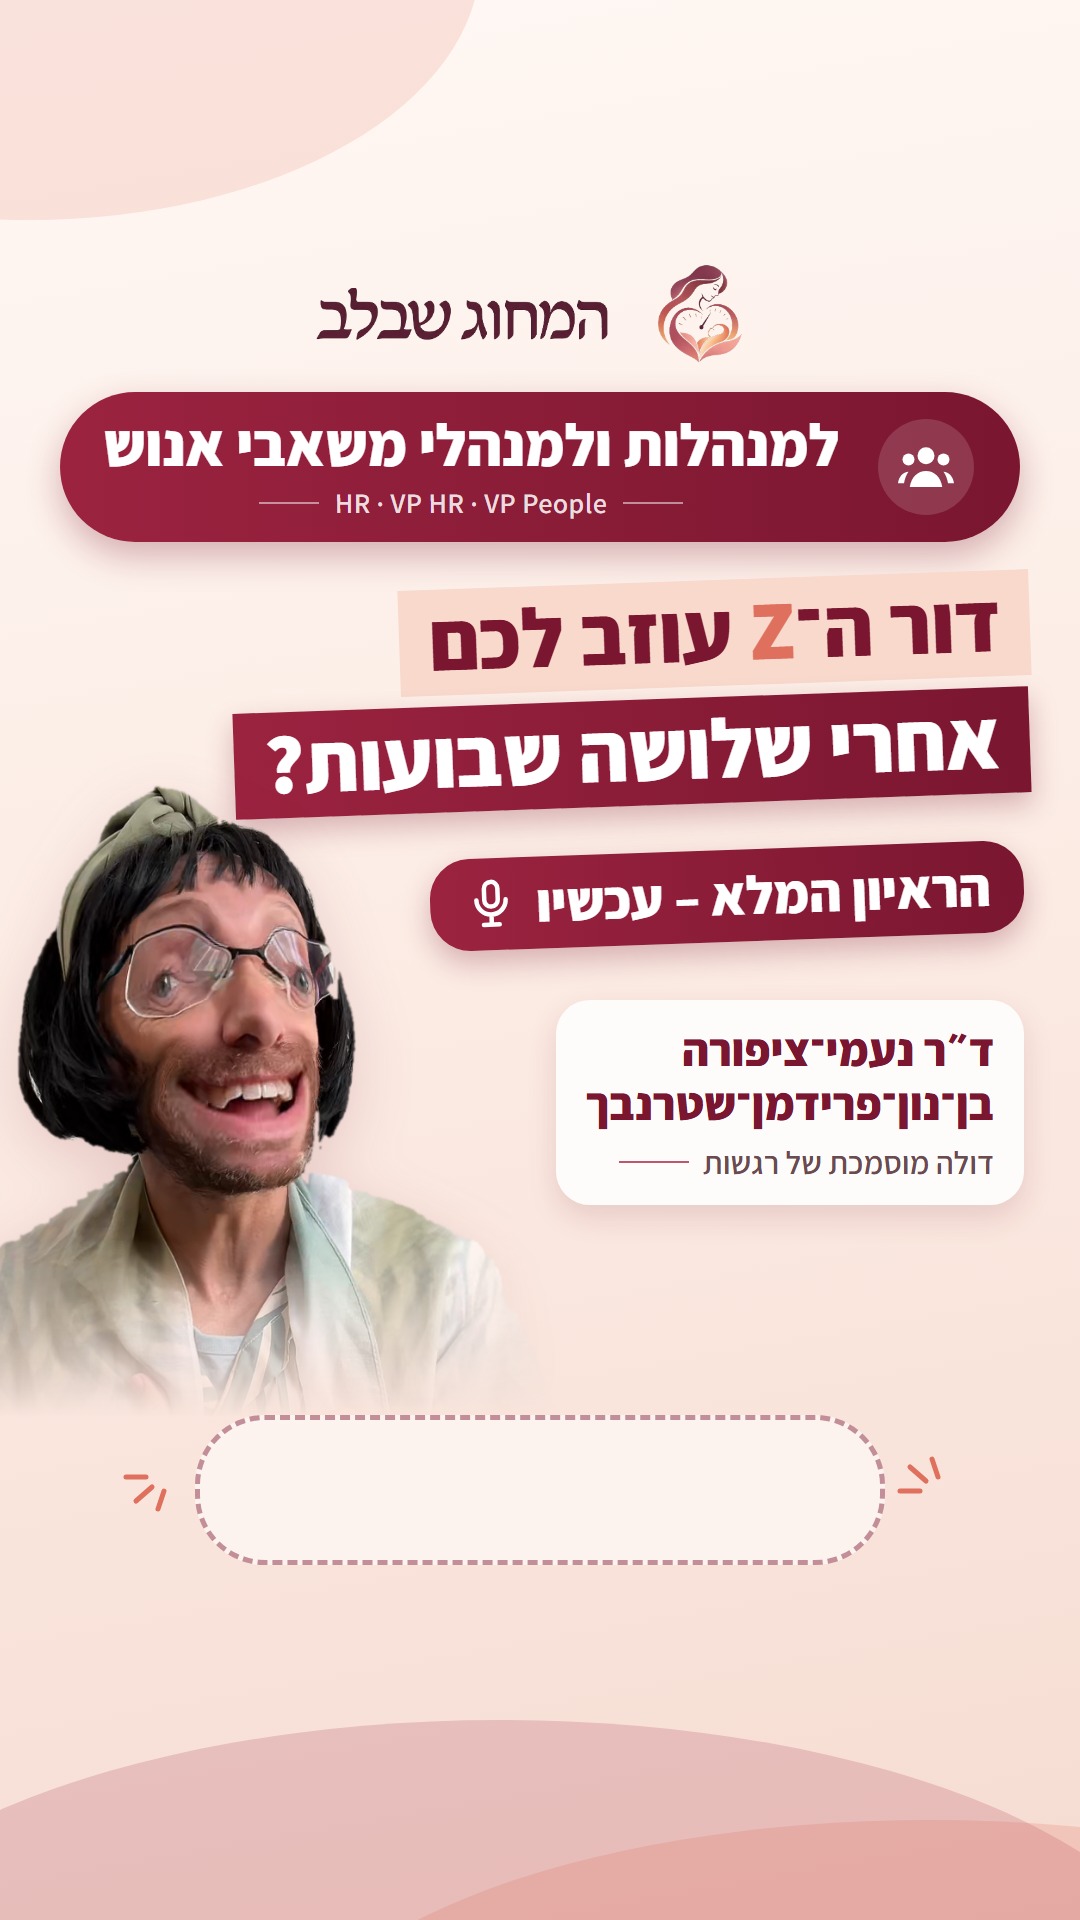 המחוג שבלב
למנהלות ולמנהלי משאבי אנוש
HR · VP HR · VP People
דור ה־Z עוזב לכם
אחרי שלושה שבועות?
הראיון המלא – עכשיו
ד״ר נעמי־ציפורה
בן־נון־פרידמן־שטרנבך
דולה מוסמכת של רגשות